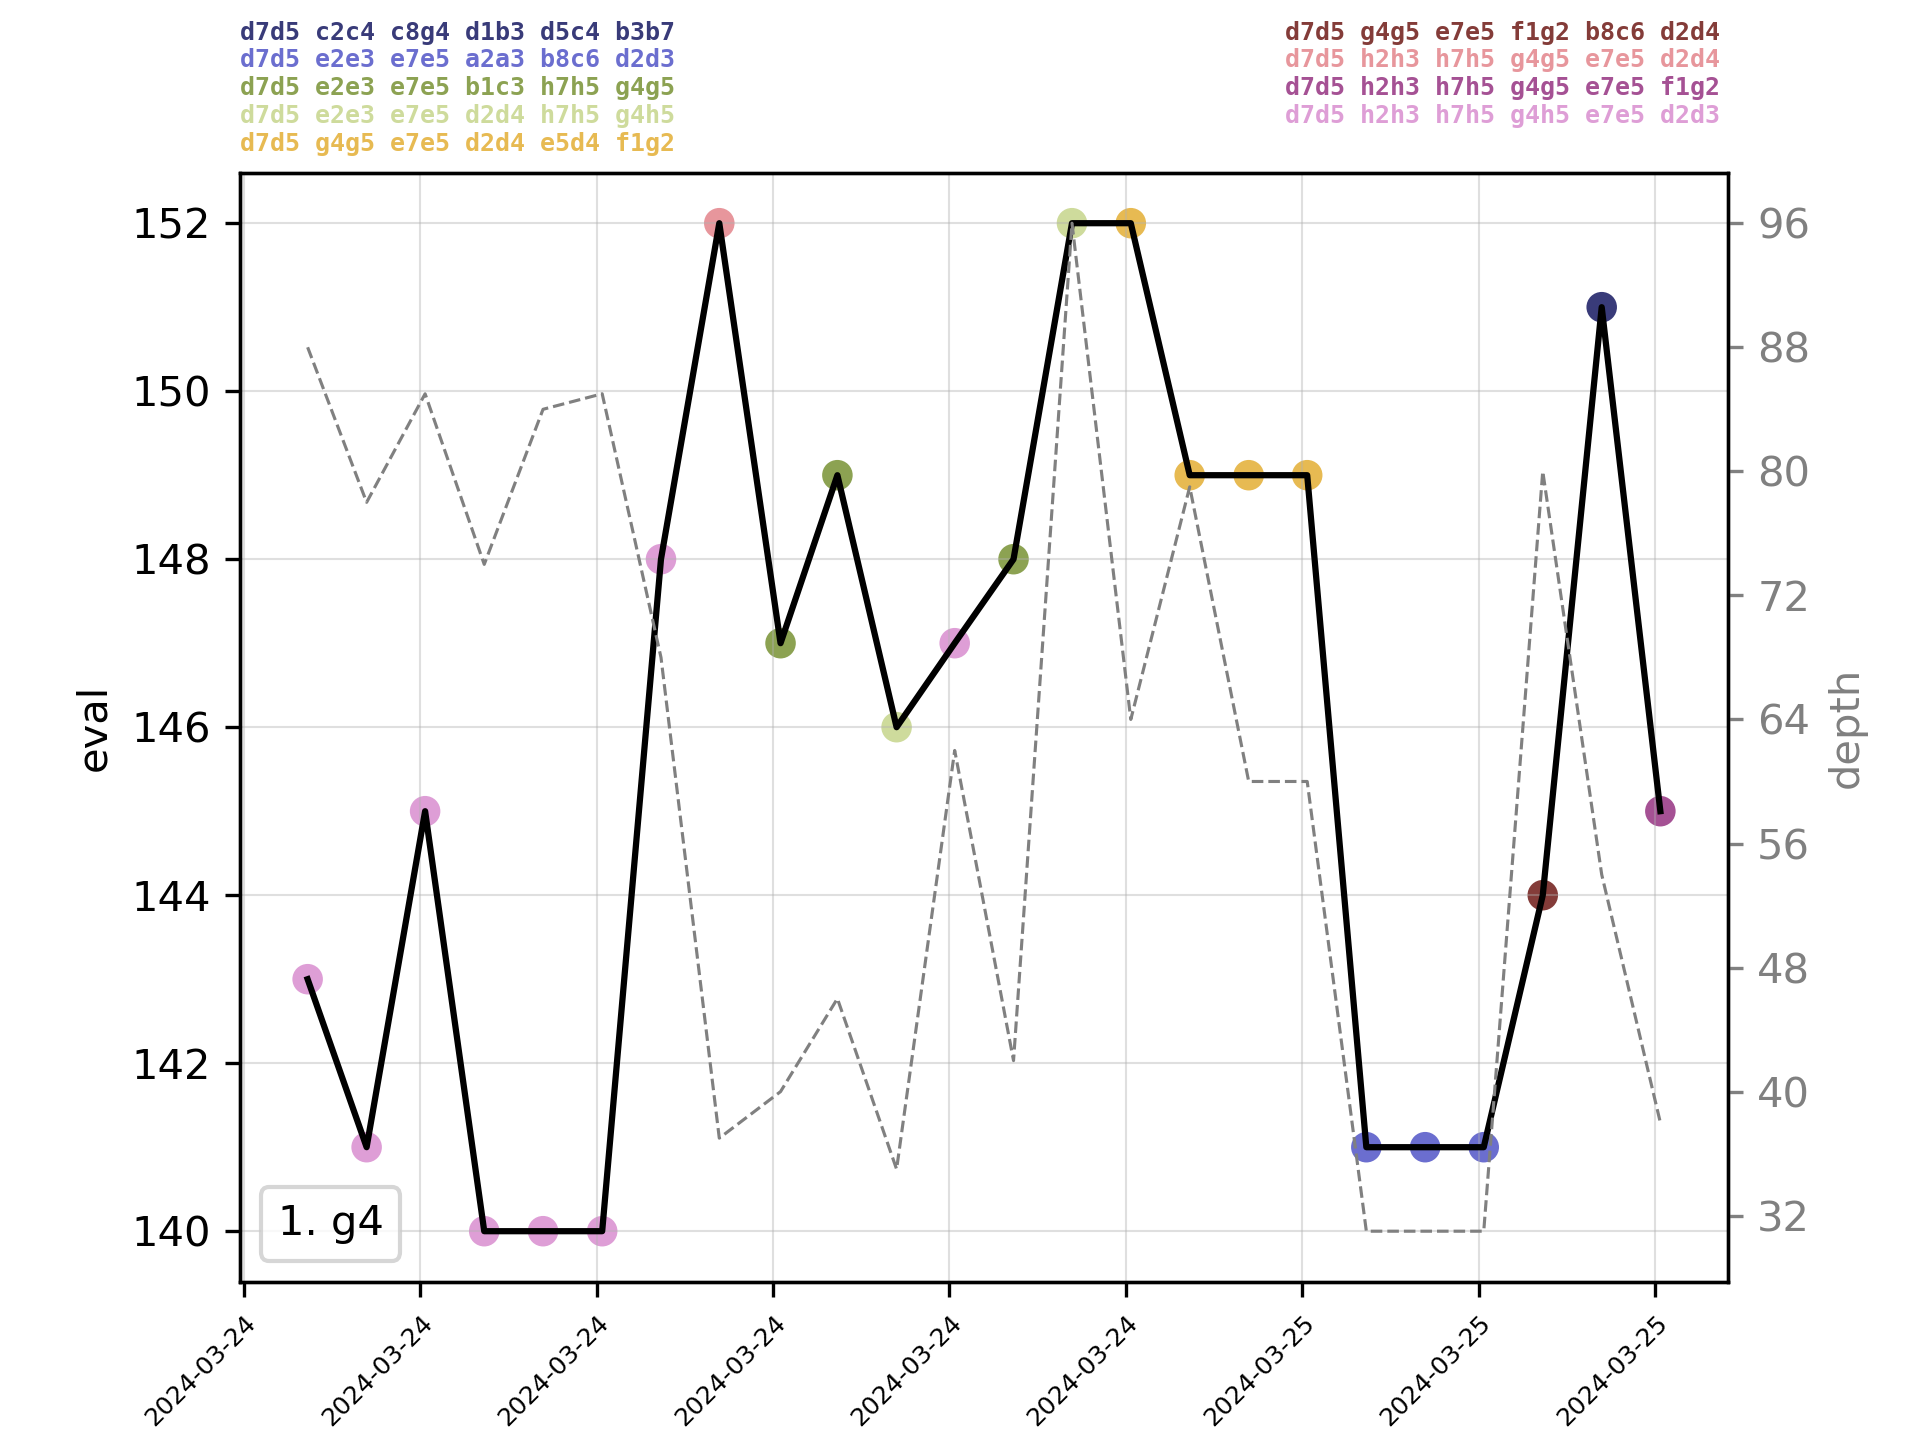 d7d5 c2c4 c8g4 d1b3 d5c4 b3b7
d7d5 e2e3 e7e5 a2a3 b8c6 d2d3
d7d5 e2e3 e7e5 b1c3 h7h5 g4g5
d7d5 e2e3 e7e5 d2d4 h7h5 g4h5
d7d5 g4g5 e7e5 d2d4 e5d4 f1g2
d7d5 g4g5 e7e5 f1g2 b8c6 d2d4
d7d5 h2h3 h7h5 g4g5 e7e5 d2d4
d7d5 h2h3 h7h5 g4g5 e7e5 f1g2
d7d5 h2h3 h7h5 g4h5 e7e5 d2d3
152
150
148
146
144
142
140
eval
96
88
80
72
64
56
48
40
32
depth
1. g4
2024-03-24
2024-03-24
2024-03-24
2024-03-24
2024-03-24
2024-03-24
2024-03-25
2024-03-25
2024-03-25